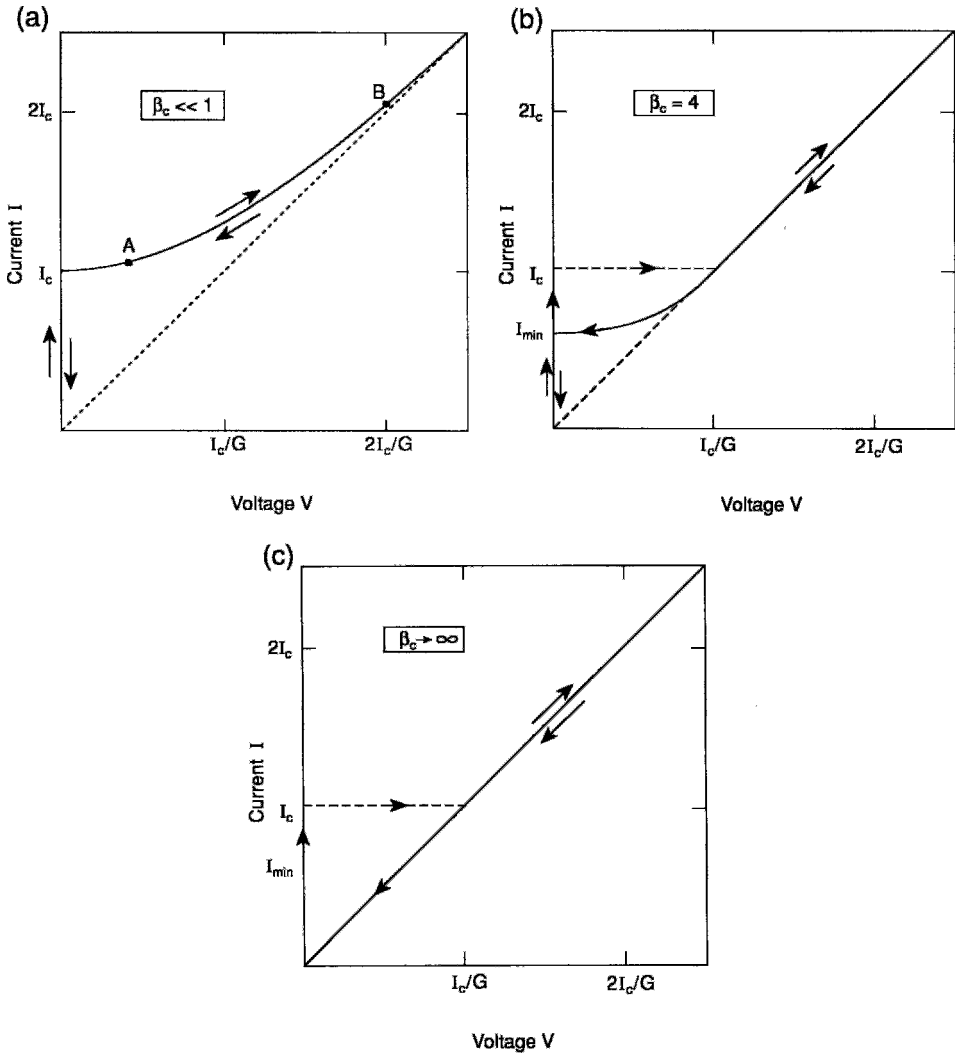 (a)
β_c << 1
B
2I_c
A
I_c
Current I
I_c/G
2I_c/G
Voltage V
(b)
β_c = 4
2I_c
I_c
I_min
Current I
I_c/G
2I_c/G
Voltage V
(c)
β_c → ∞
2I_c
I_c
I_min
Current I
I_c/G
2I_c/G
Voltage V